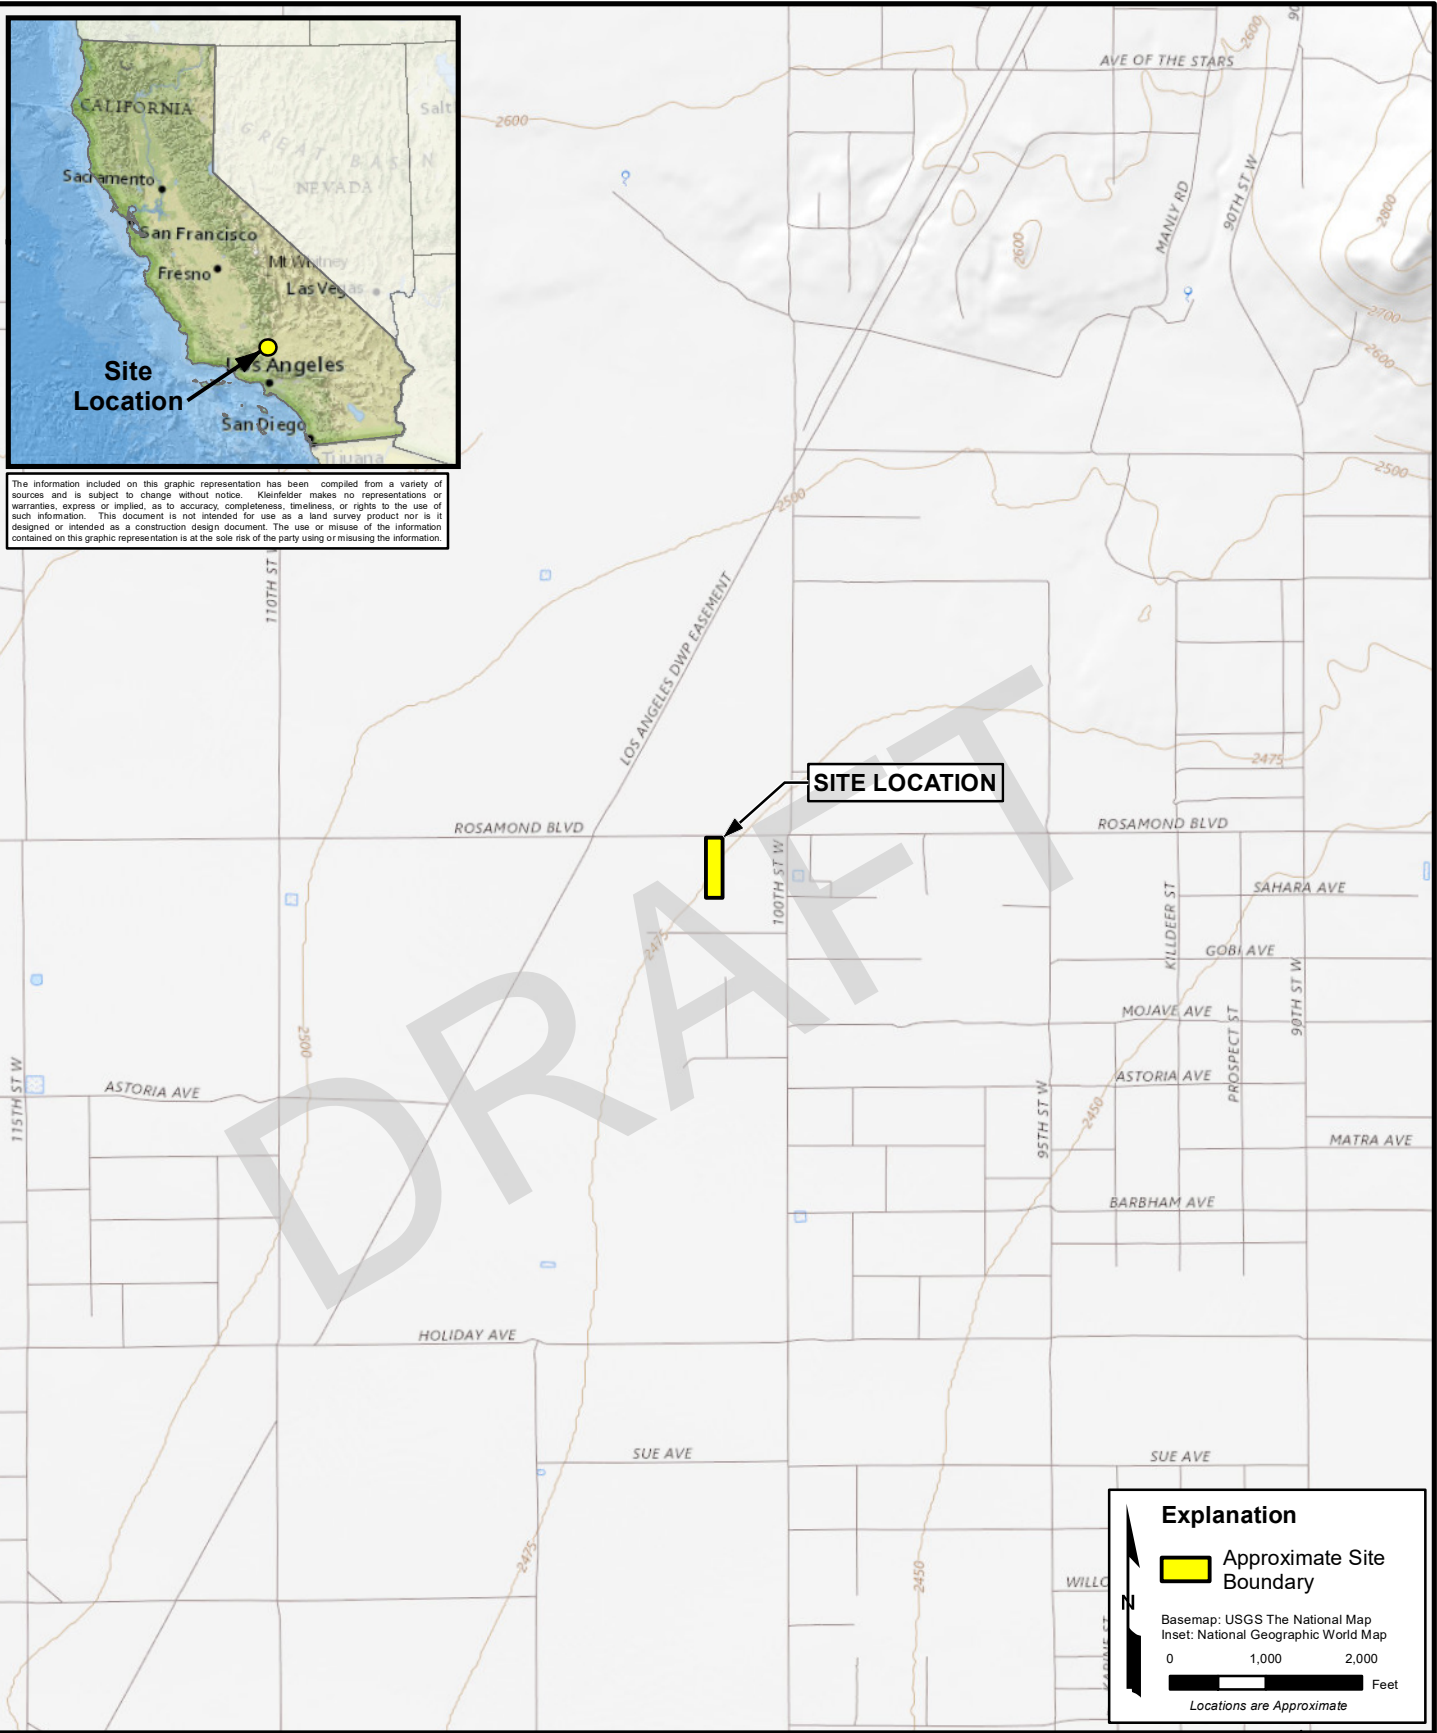 CALIFORNIA
GREAT BASIN
NEVADA
Salt
Sacramento
San Francisco
Fresno
Mt Whitney
Las Vegas
Los Angeles
San Diego
Tijuana
Site
Location
The information included on this graphic representation has been compiled from a variety of
sources and is subject to change without notice. Kleinfelder makes no representations or
warranties, express or implied, as to accuracy, completeness, timeliness, or rights to the use of
such information. This document is not intended for use as a land survey product nor is it
designed or intended as a construction design document. The use or misuse of the information
contained on this graphic representation is at the sole risk of the party using or misusing the information.
2600
AVE OF THE STARS
2600
90
MANLY RD
90TH ST W
2600
2800
2700
2600
2500
2500
110TH ST W
LOS ANGELES DWP EASEMENT
2475
SITE LOCATION
ROSAMOND BLVD
ROSAMOND BLVD
100TH ST W
KILLDEER ST
SAHARA AVE
2475
GOBI AVE
90TH ST W
MOJAVE AVE
PROSPECT ST
2500
115TH ST W
ASTORIA AVE
ASTORIA AVE
95TH ST W
2450
MATRA AVE
BARBHAM AVE
DRAFT
HOLIDAY AVE
SUE AVE
SUE AVE
2475
2450
WILLO
KARINE ST
N
Explanation
Approximate Site
Boundary
Basemap: USGS The National Map
Inset: National Geographic World Map
0 1,000 2,000
Feet
Locations are Approximate